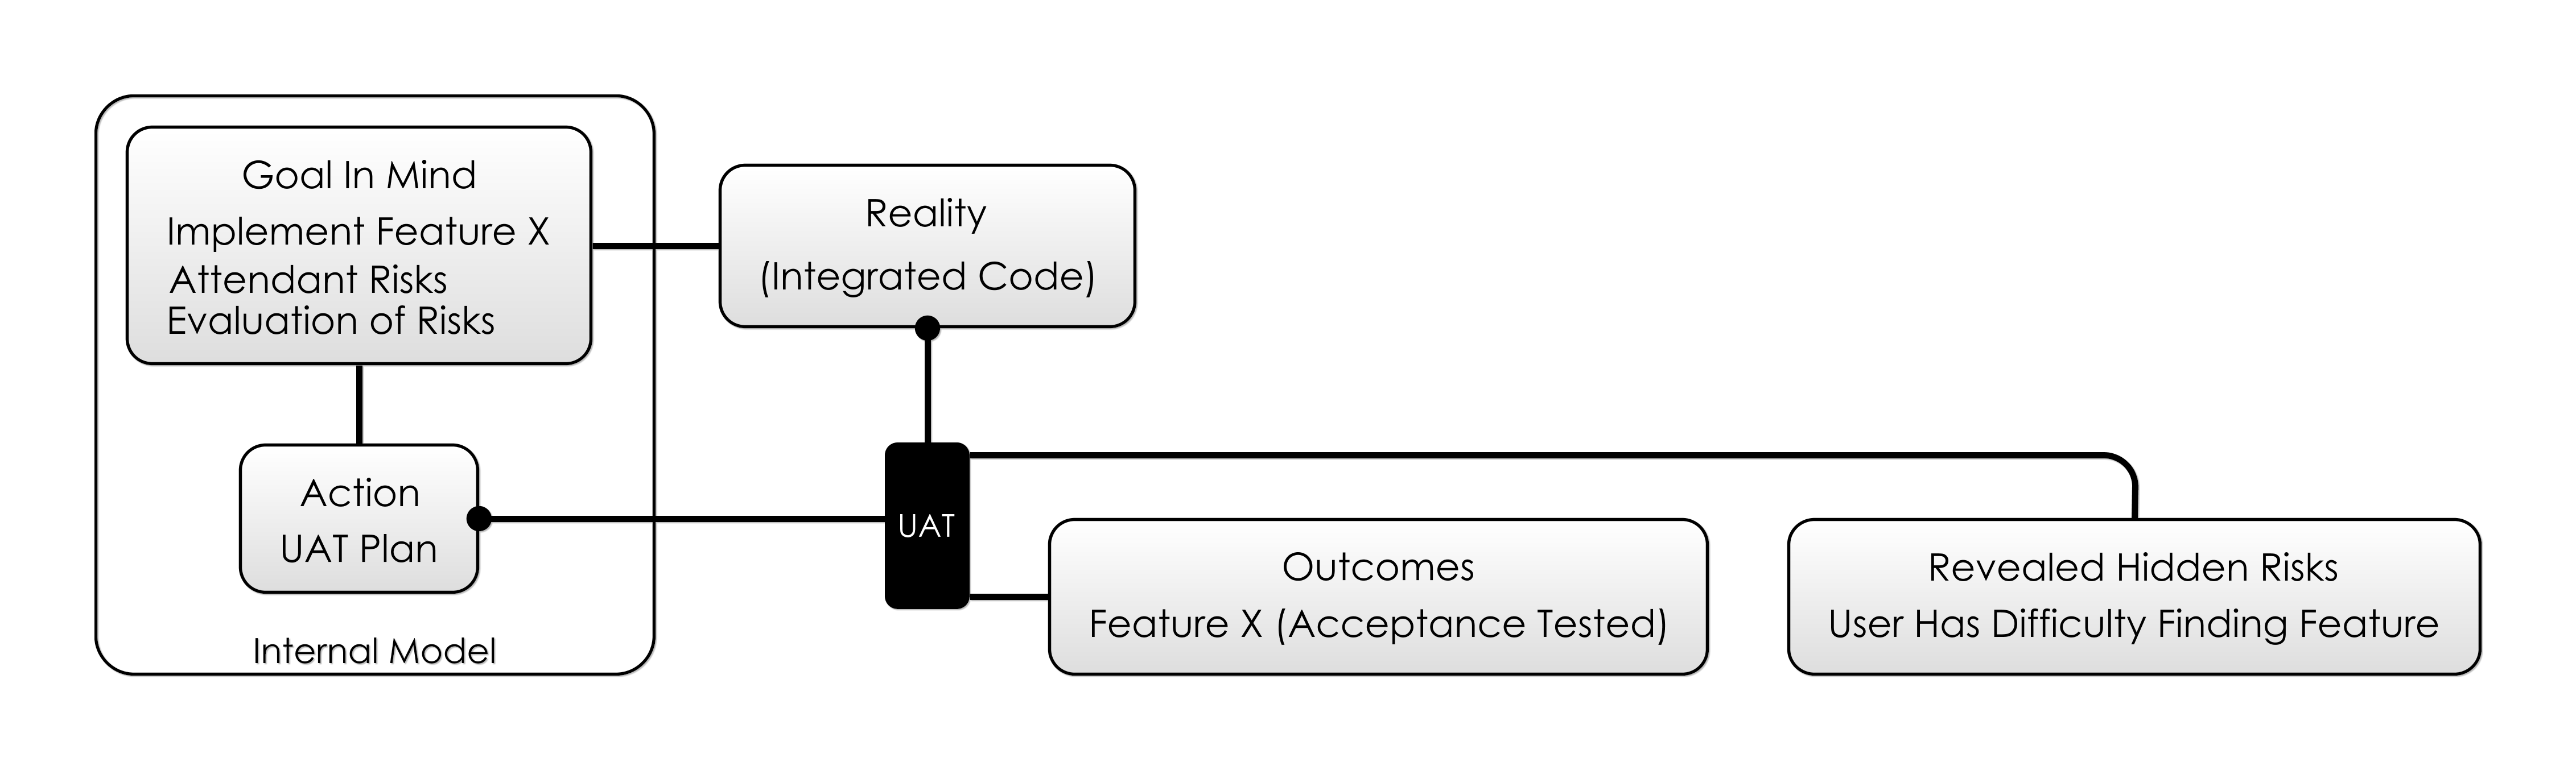 Goal In Mind
Implement Feature X
Attendant Risks
Evaluation of Risks
Reality
(Integrated Code)
Action
UAT Plan
Internal Model
UAT
Outcomes
Feature X (Acceptance Tested)
Revealed Hidden Risks
User Has Difficulty Finding Feature